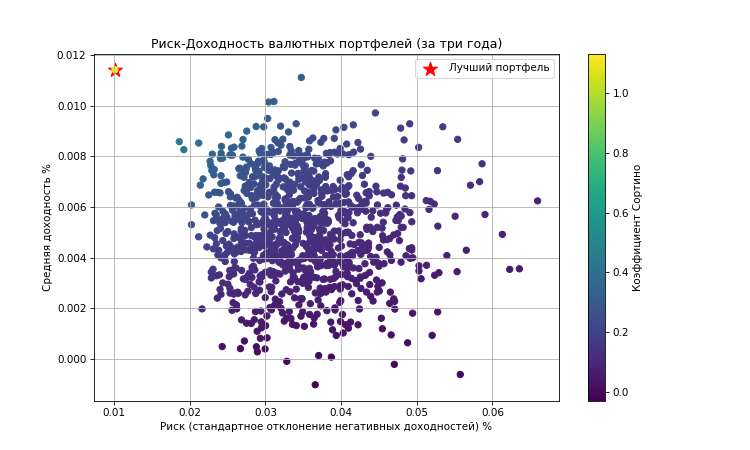 Риск-Доходность валютных портфелей (за три года)
Лучший портфель
Средняя доходность %
0.012
0.010
0.008
0.006
0.004
0.002
0.000
0.01 0.02 0.03 0.04 0.05 0.06
Риск (стандартное отклонение негативных доходностей) %
1.0
0.8
0.6
0.4
0.2
0.0
Коэффициент Сортино